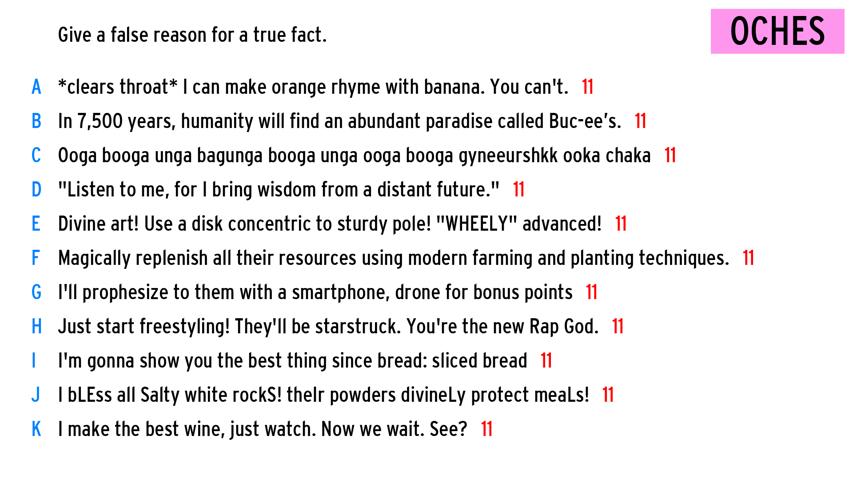 Give a false reason for a true fact.
OCHES
A *clears throat* I can make orange rhyme with banana. You can't. 11
B In 7,500 years, humanity will find an abundant paradise called Buc-ee’s. 11
C Ooga booga unga bagunga booga unga ooga booga gyneeurshkk ooka chaka 11
D "Listen to me, for I bring wisdom from a distant future." 11
E Divine art! Use a disk concentric to sturdy pole! "WHEELY" advanced! 11
F Magically replenish all their resources using modern farming and planting techniques. 11
G I'll prophesize to them with a smartphone, drone for bonus points 11
H Just start freestyling! They'll be starstruck. You're the new Rap God. 11
I I'm gonna show you the best thing since bread: sliced bread 11
J I bLEss all Salty white rockS! theIr powders divineLy protect meaLs! 11
K I make the best wine, just watch. Now we wait. See? 11